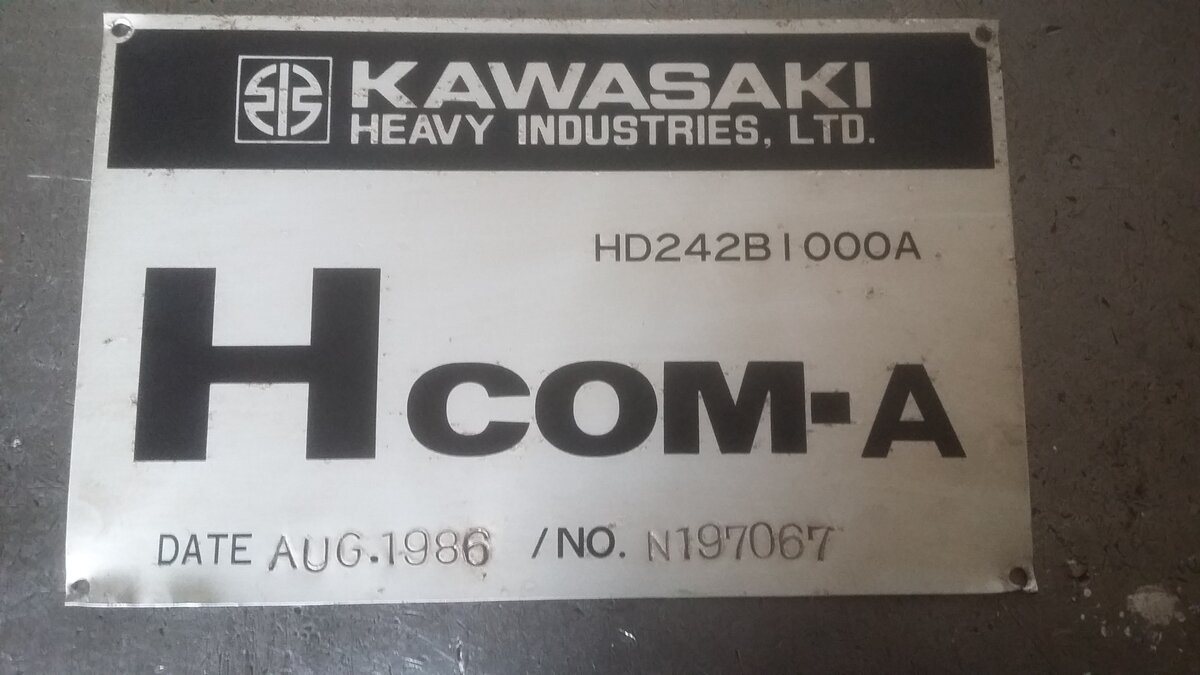 KAWASAKI
HEAVY INDUSTRIES, LTD.
HD242B1000A
HCOM-A
DATE AUG.1986 /NO. N197067